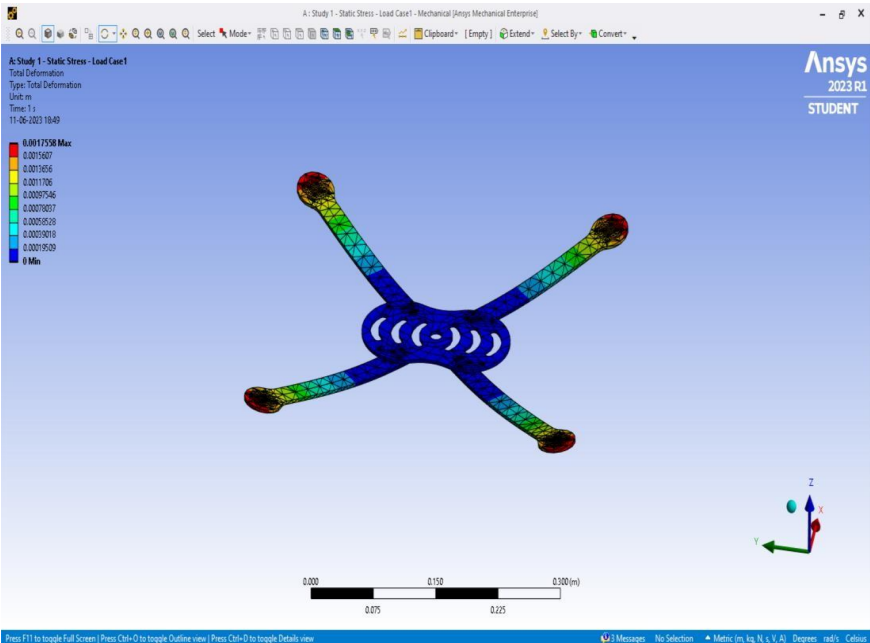 A : Study 1 - Static Stress - Load Case1 - Mechanical [Ansys Mechanical Enterprise]
Select Mode Clipboard [Empty] Extend Select By Convert
A: Study 1 - Static Stress - Load Case1
Total Deformation
Type: Total Deformation
Unit: m
Time: 1 s
11-06-2023 18:49
0.0017558 Max
0.0015607
0.0013656
0.0011706
0.00097546
0.00078037
0.00058528
0.00039018
0.00019509
0 Min
Ansys
2023 R1
STUDENT
Z
X
Y
0.000 0.150 0.300 (m)
0.075 0.225
Press F11 to toggle Full Screen | Press Ctrl+O to toggle Outline view | Press Ctrl+D to toggle Details view 3 Messages No Selection Metric (m, kg, N, s, V, A) Degrees rad/s Celsius